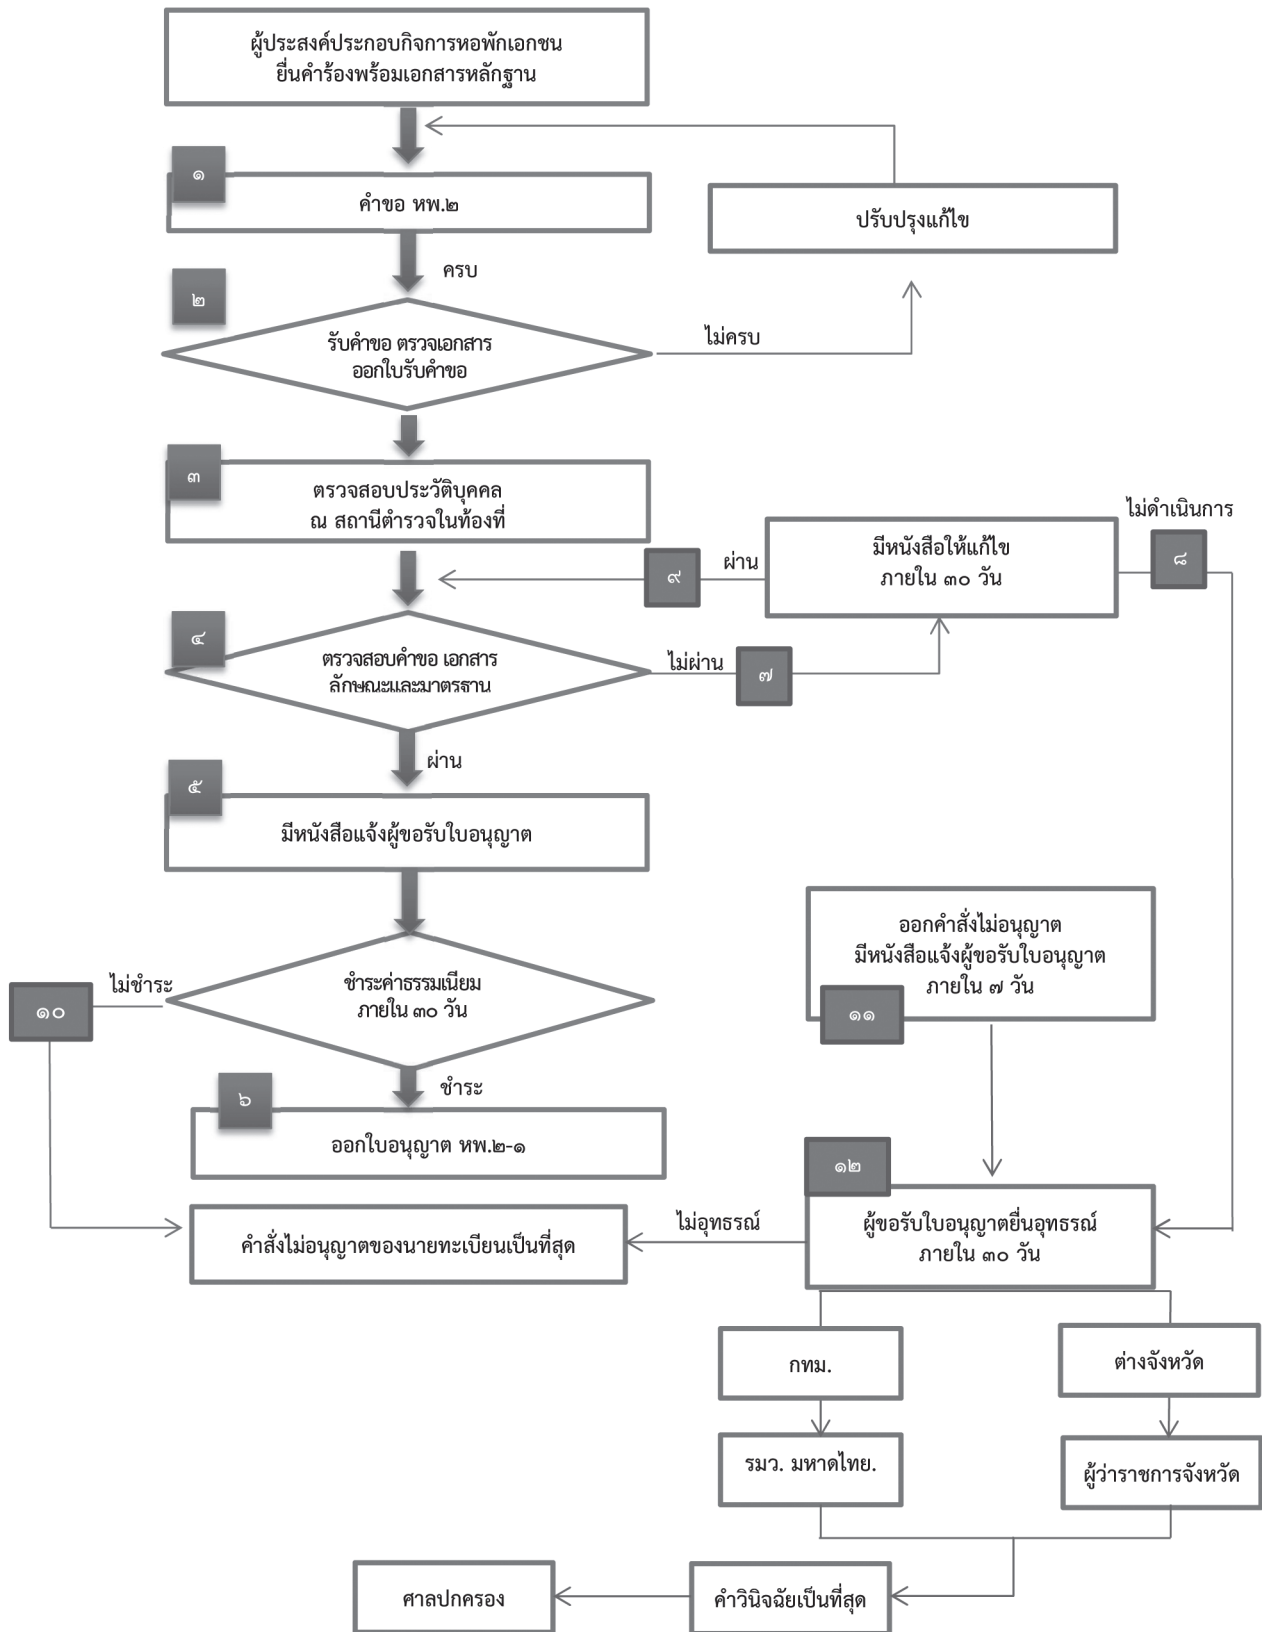 ผู้ประสงค์ประกอบกิจการหอพักเอกชน
ยื่นคำร้องพร้อมเอกสารหลักฐาน
๑
คำขอ หพ.๒
ปรับปรุงแก้ไข
ครบ
๒
รับคำขอ ตรวจเอกสาร
ออกใบรับคำขอ
ไม่ครบ
๓
ตรวจสอบประวัติบุคคล
ณ สถานีตำรวจในท้องที่
ไม่ดำเนินการ
มีหนังสือให้แก้ไข
ภายใน ๓๐ วัน
๘
ผ่าน
๙
๔
ตรวจสอบคำขอ เอกสาร
ลักษณะและมาตรฐาน
ไม่ผ่าน
๗
ผ่าน
๕
มีหนังสือแจ้งผู้ขอรับใบอนุญาต
ออกคำสั่งไม่อนุญาต
มีหนังสือแจ้งผู้ขอรับใบอนุญาต
ภายใน ๗ วัน
๑๑
ไม่ชำระ
๑๐
ชำระค่าธรรมเนียม
ภายใน ๓๐ วัน
ชำระ
๖
ออกใบอนุญาต หพ.๒-๑
๑๒
ผู้ขอรับใบอนุญาตยื่นอุทธรณ์
ภายใน ๓๐ วัน
ไม่อุทธรณ์
คำสั่งไม่อนุญาตของนายทะเบียนเป็นที่สุด
กทม.
ต่างจังหวัด
รมว. มหาดไทย.
ผู้ว่าราชการจังหวัด
คำวินิจฉัยเป็นที่สุด
ศาลปกครอง